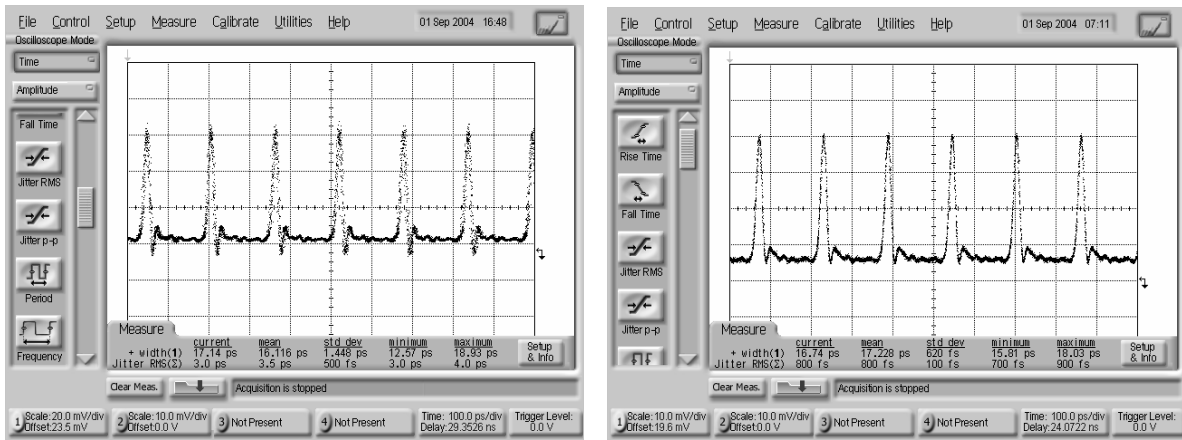 File Control Setup Measure Calibrate Utilities Help 01 Sep 2004 16:48
Oscilloscope Mode
Time
Amplitude
Fall Time
Jitter RMS
Jitter p-p
Period
Frequency
Measure
current mean std dev minimum maximum
+ width(1) 17.14 ps 16.116 ps 1.448 ps 12.57 ps 18.93 ps
Jitter RMS(Σ) 3.0 ps 3.5 ps 500 fs 3.0 ps 4.0 ps
Setup & Info
Clear Meas. Acquisition is stopped
1 Scale:20.0 mV/div Offset:23.5 mV
2 Scale:10.0 mV/div Offset:0.0 V
3 Not Present
4 Not Present
Time: 100.0 ps/div Delay:29.3526 ns
Trigger Level: 0.0 V
File Control Setup Measure Calibrate Utilities Help 01 Sep 2004 07:11
Oscilloscope Mode
Time
Amplitude
Rise Time
Fall Time
Jitter RMS
Jitter p-p
Measure
current mean std dev minimum maximum
+ width(1) 16.74 ps 17.228 ps 620 fs 15.81 ps 18.03 ps
Jitter RMS(Σ) 800 fs 800 fs 100 fs 700 fs 900 fs
Setup & Info
Clear Meas. Acquisition is stopped
1 Scale:10.0 mV/div Offset:19.6 mV
2 Scale:10.0 mV/div Offset:0.0 V
3 Not Present
4 Not Present
Time: 100.0 ps/div Delay:24.0722 ns
Trigger Level: 0.0 V